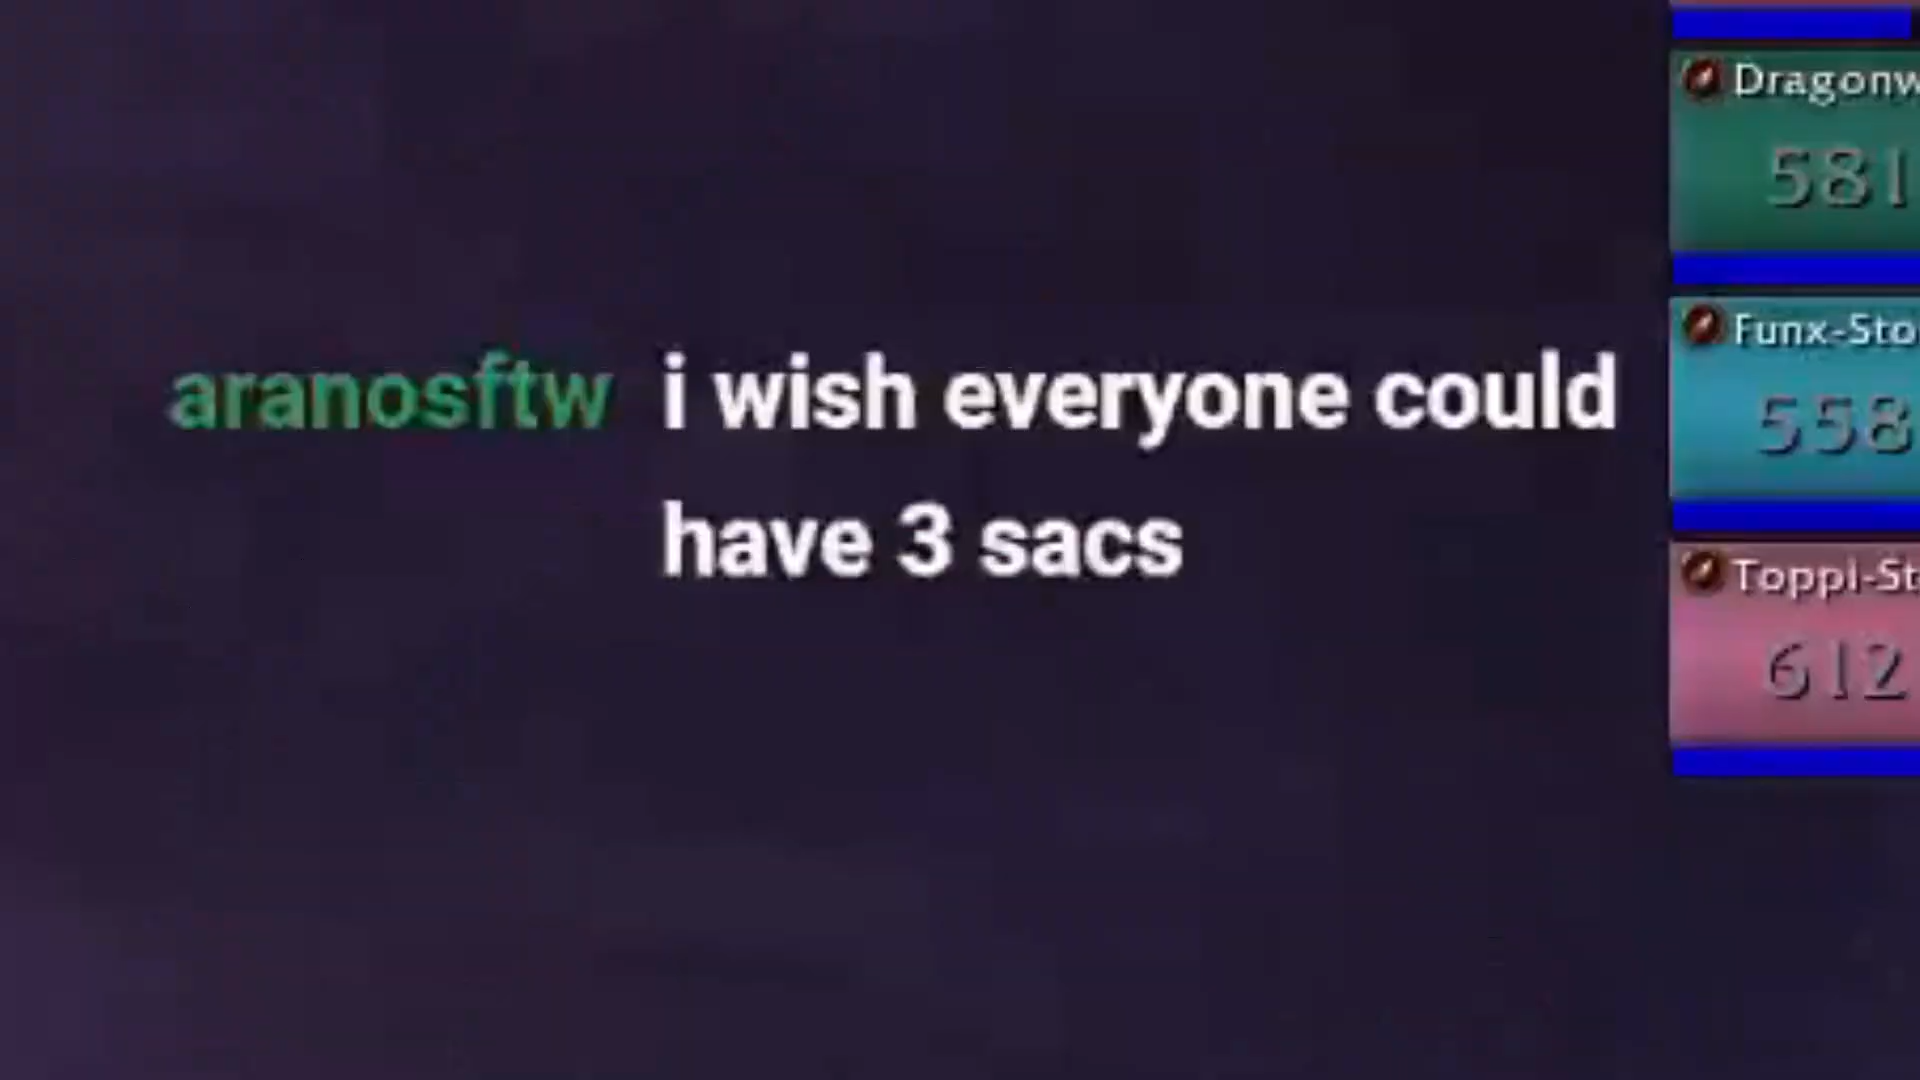 Dragonw
581
aranosftw i wish everyone could
have 3 sacs
Funx-Sto
558
Toppi-St
612